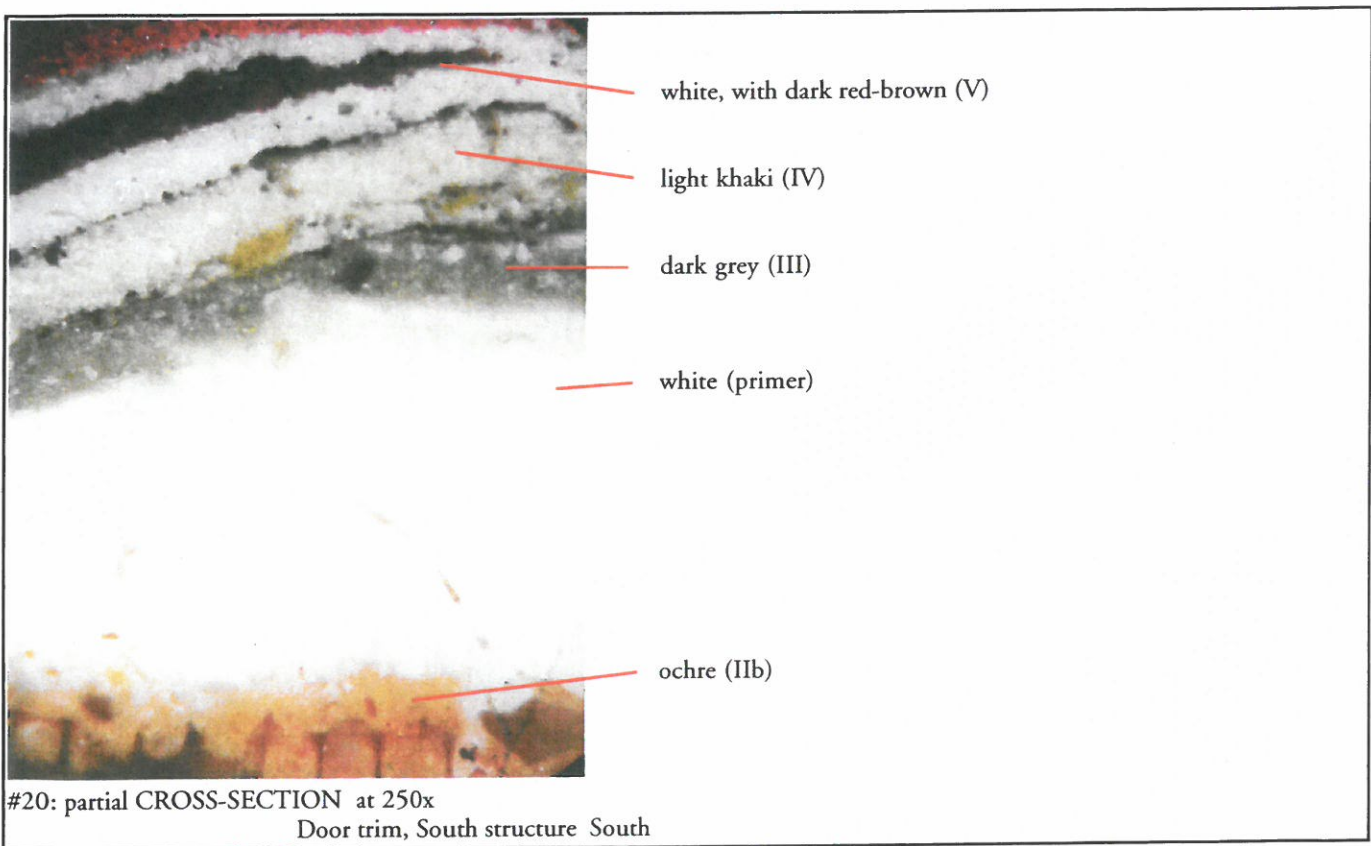 white, with dark red-brown (V)
light khaki (IV)
dark grey (III)
white (primer)
ochre (IIb)
#20: partial CROSS-SECTION at 250x
Door trim, South structure South